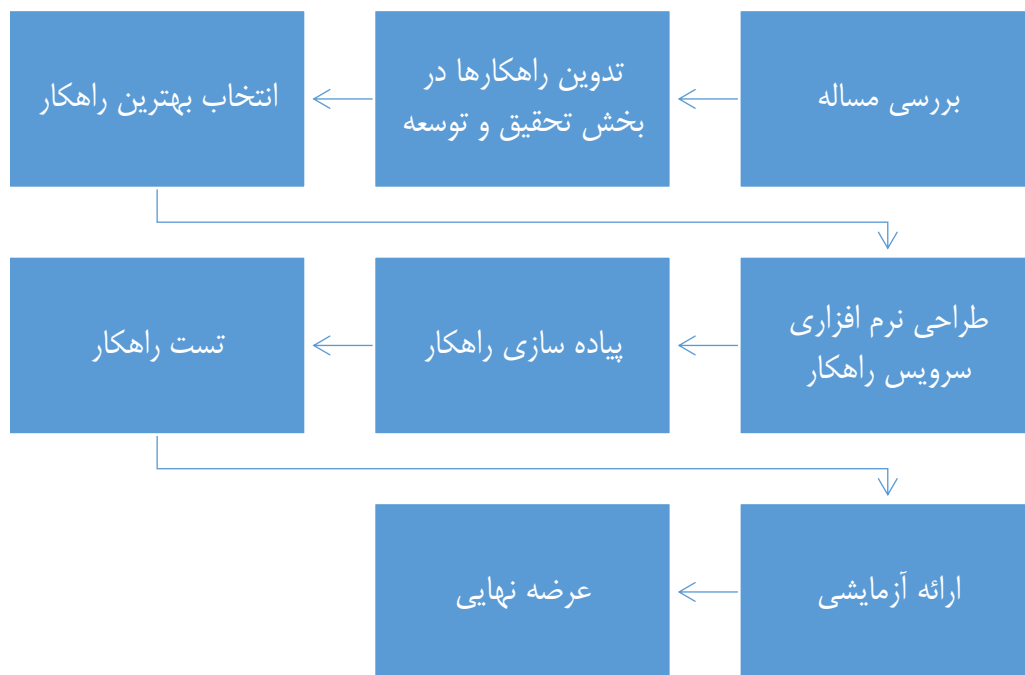 بررسی مساله
تدوین راهکارها در
بخش تحقیق و توسعه
انتخاب بهترین راهکار
طراحی نرم افزاری
سرویس راهکار
پیاده سازی راهکار
تست راهکار
ارائه آزمایشی
عرضه نهایی